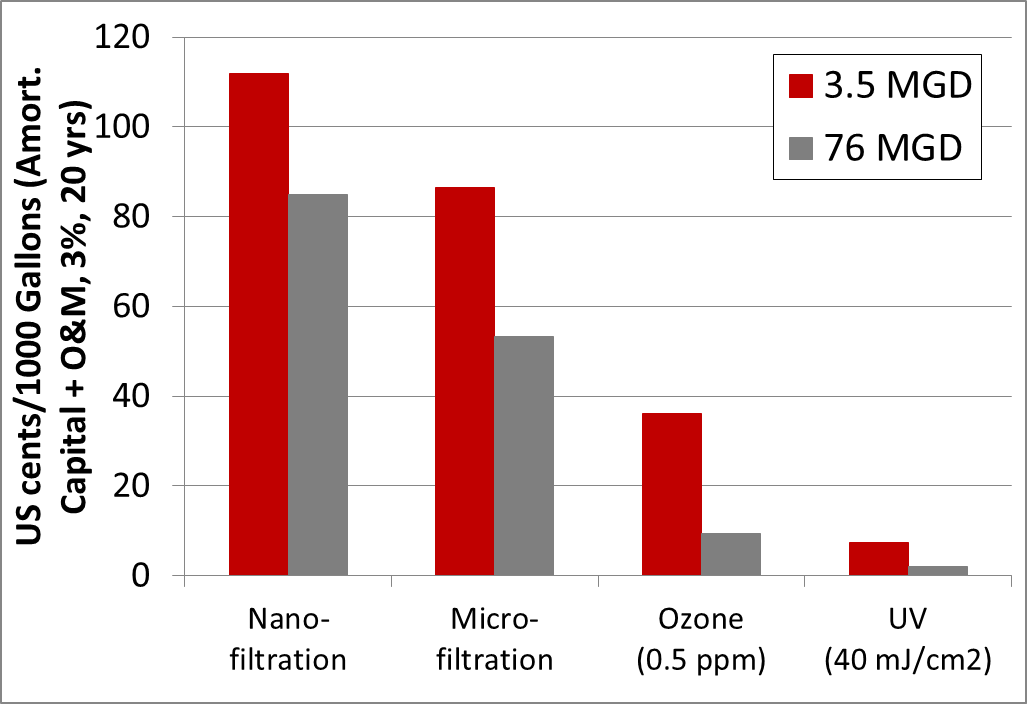 US cents/1000 Gallons (Amort.
Capital + O&M, 3%, 20 yrs)
120
100
80
60
40
20
0
3.5 MGD
76 MGD
Nano-
filtration
Micro-
filtration
Ozone
(0.5 ppm)
UV
(40 mJ/cm2)